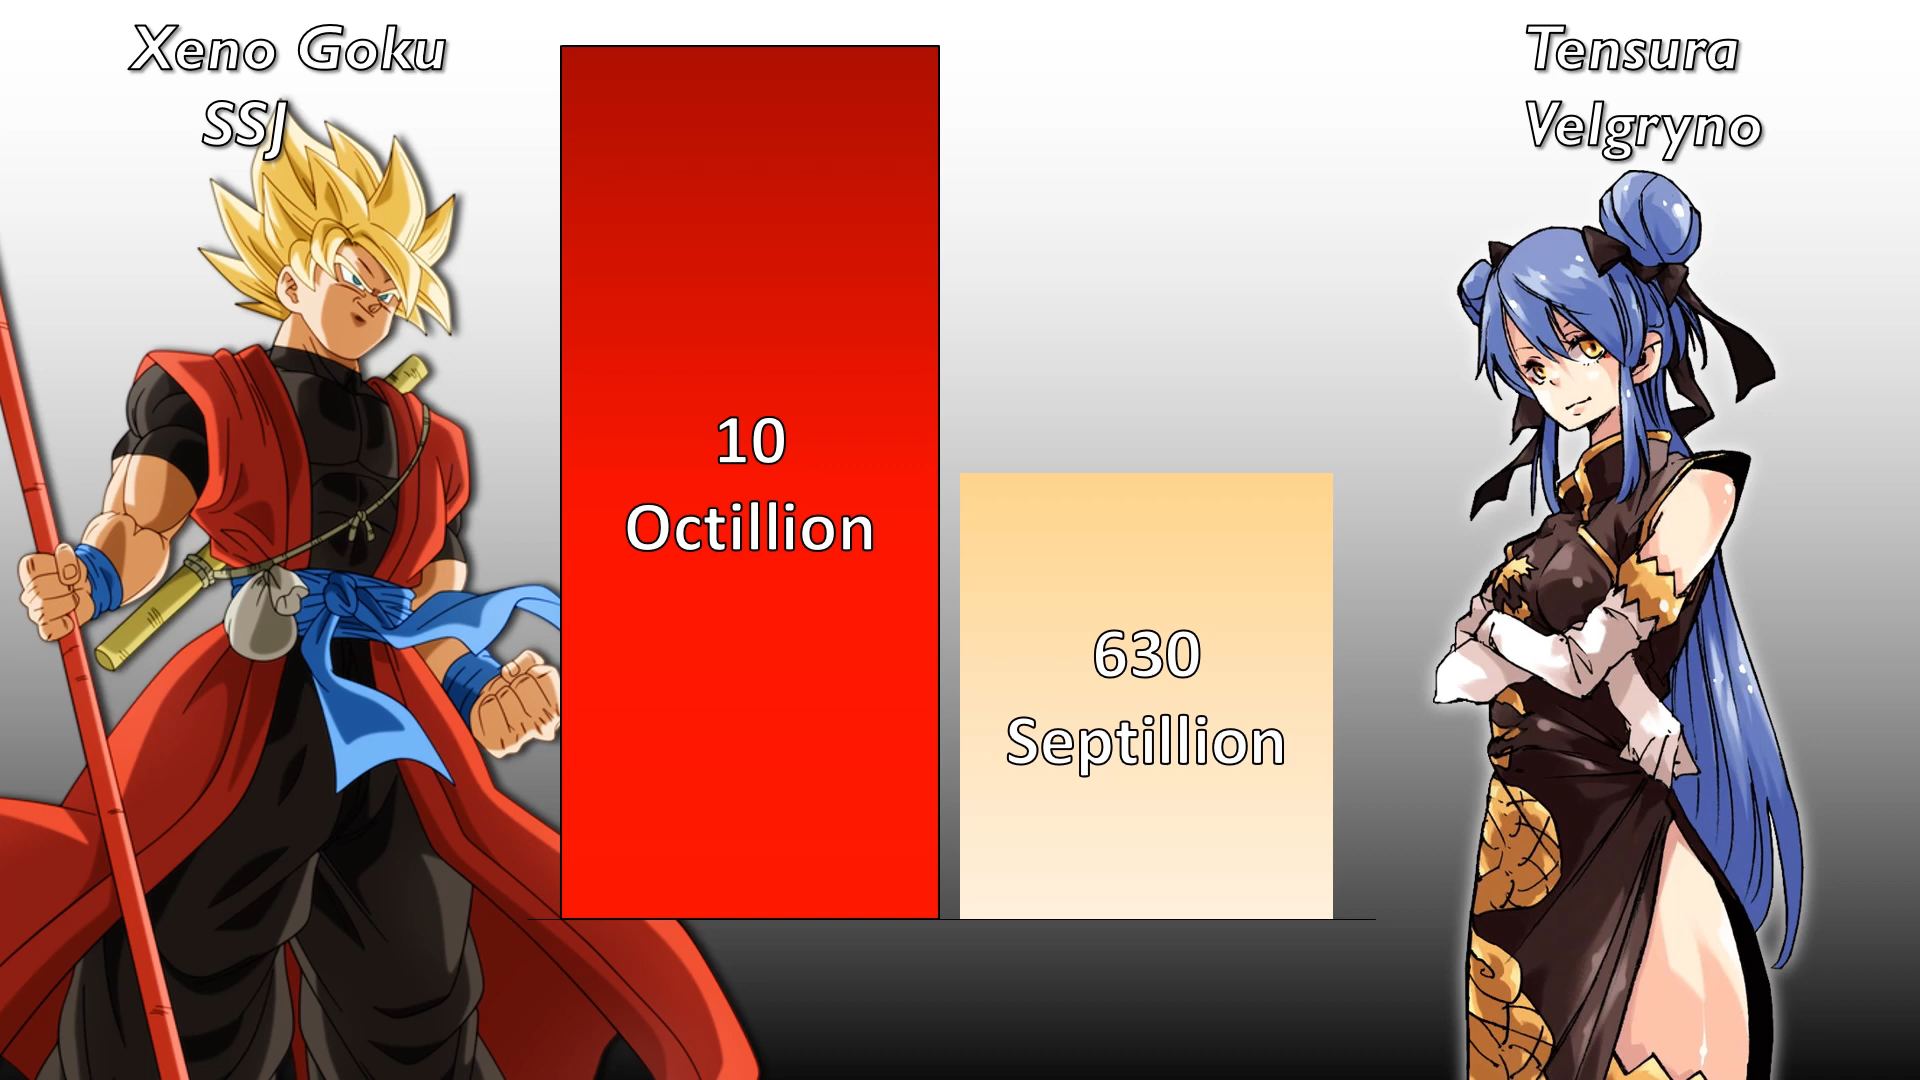 Xeno Goku
SSJ
10
Octillion
630
Septillion
Tensura
Velgryno